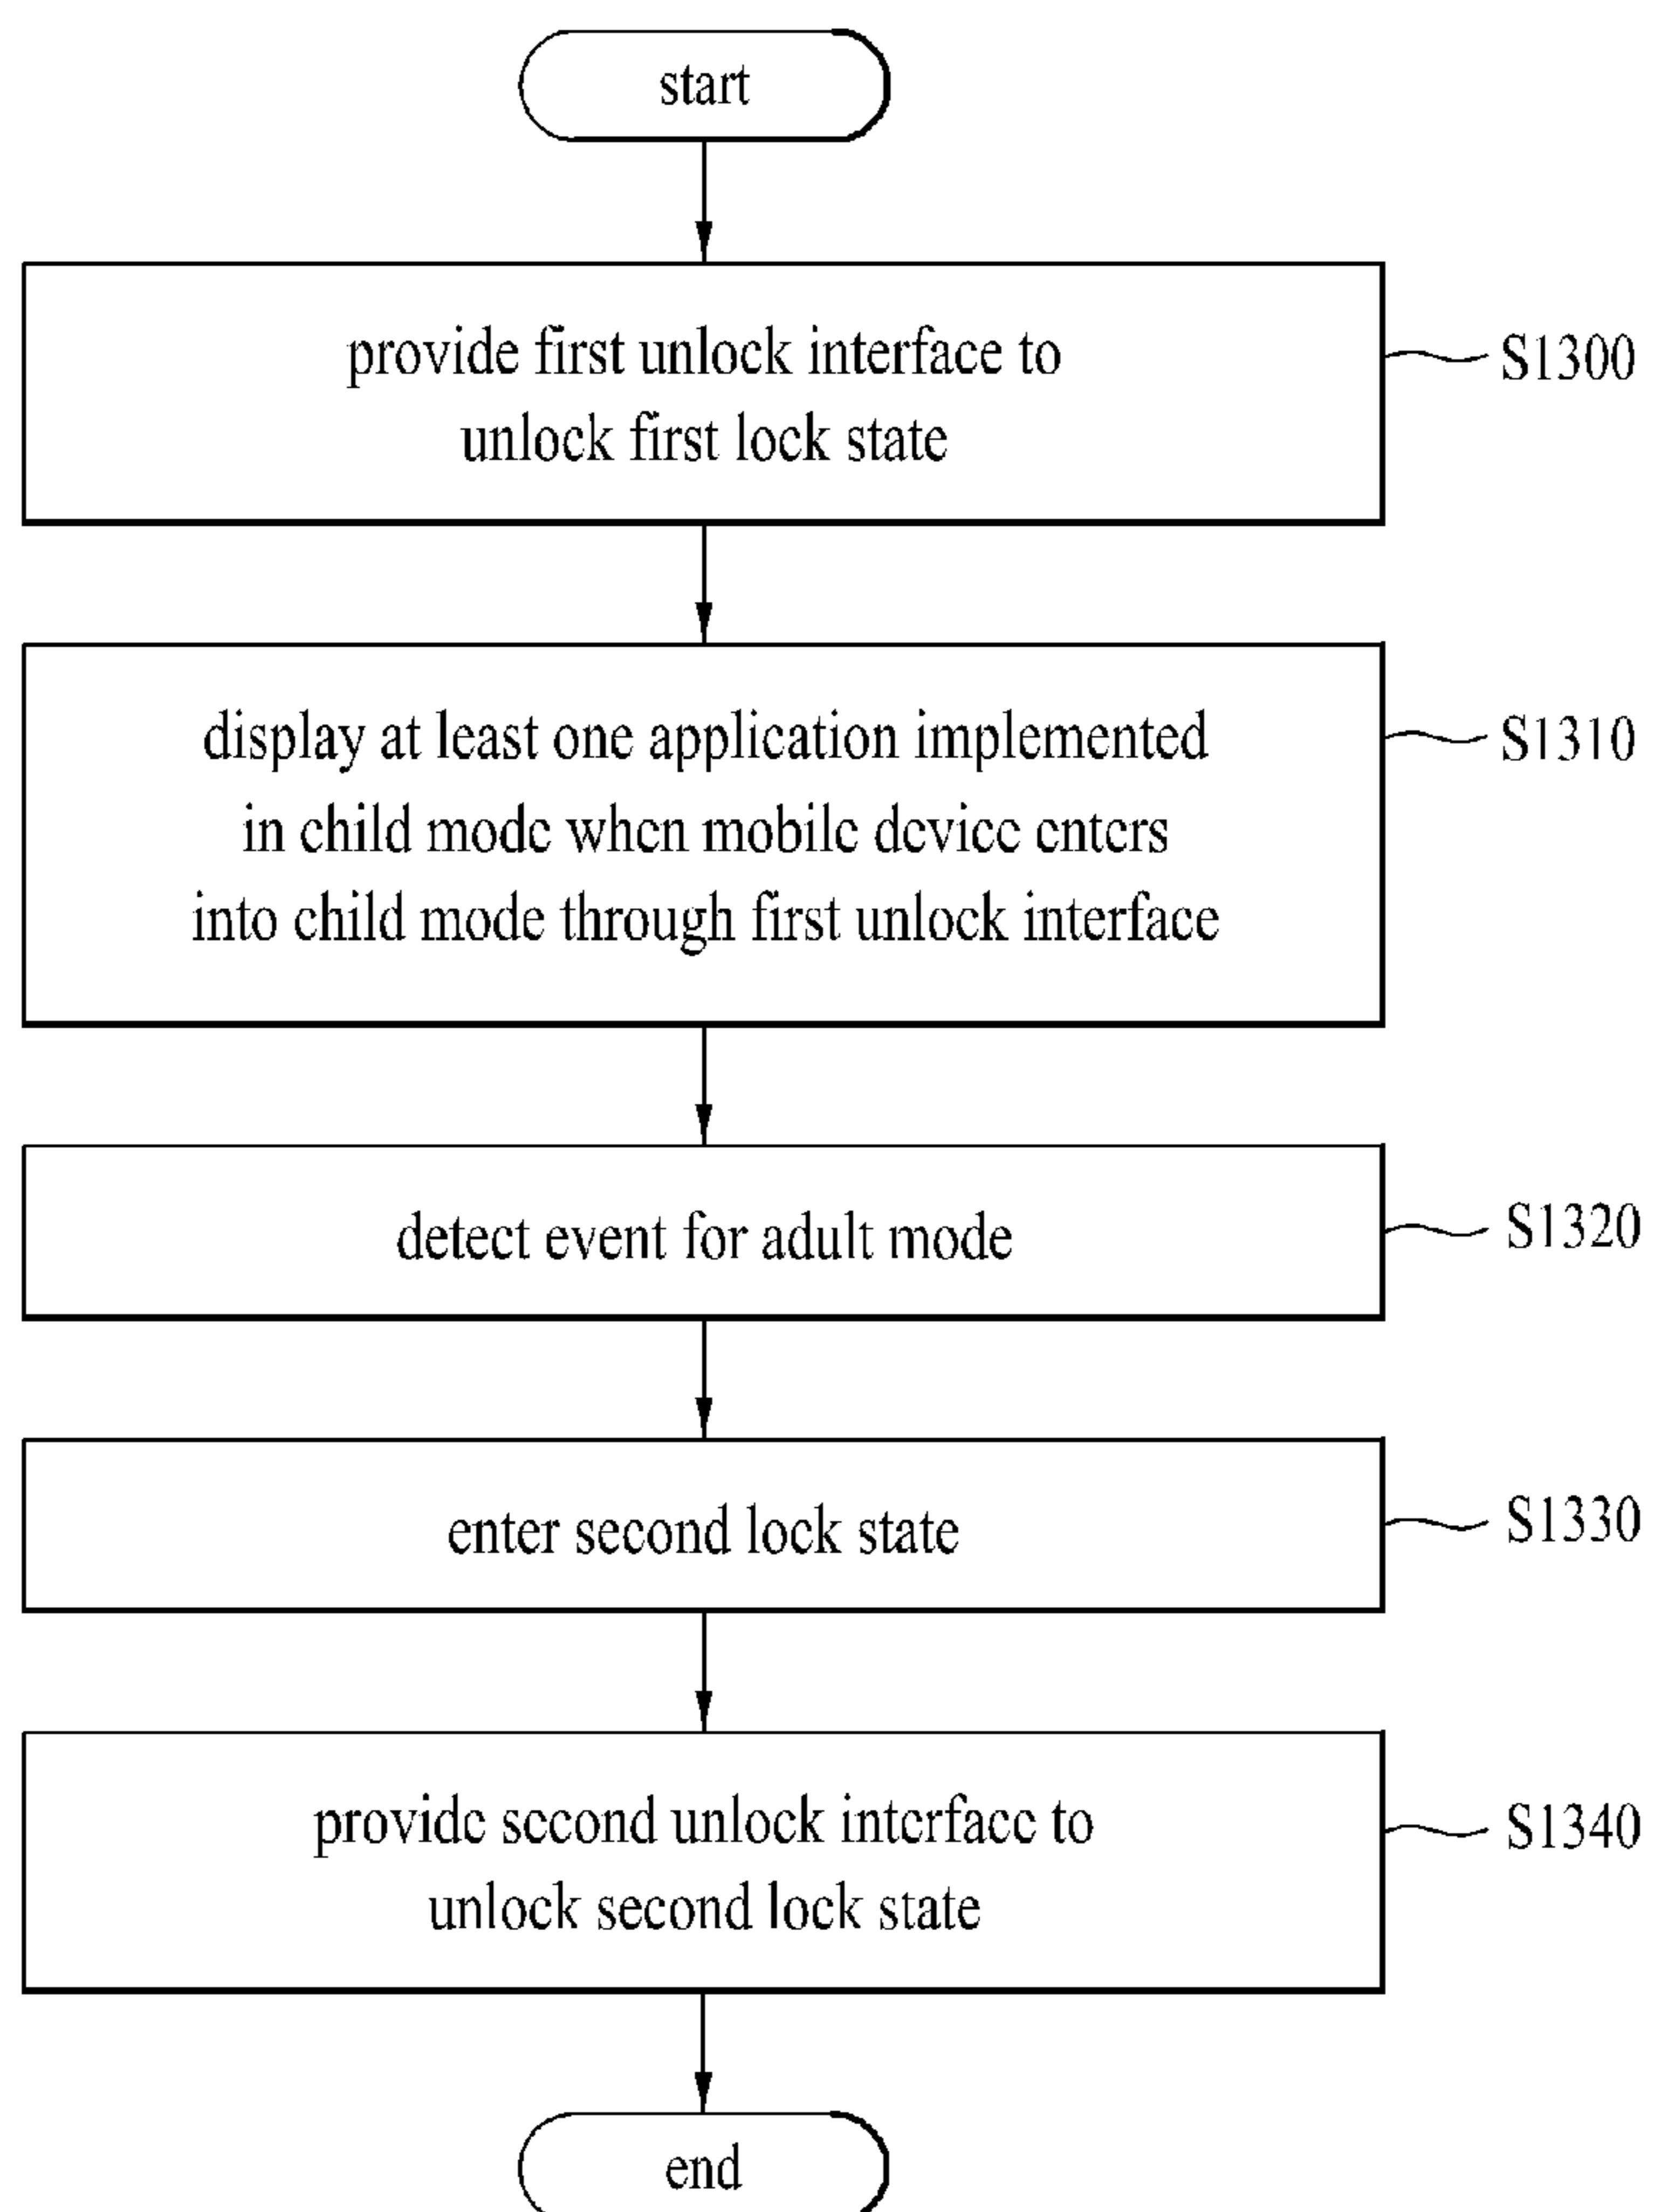 start
provide first unlock interface to
unlock first lock state
S1300
display at least one application implemented
in child mode when mobile device enters
into child mode through first unlock interface
S1310
detect event for adult mode
S1320
enter second lock state
S1330
provide second unlock interface to
unlock second lock state
S1340
end